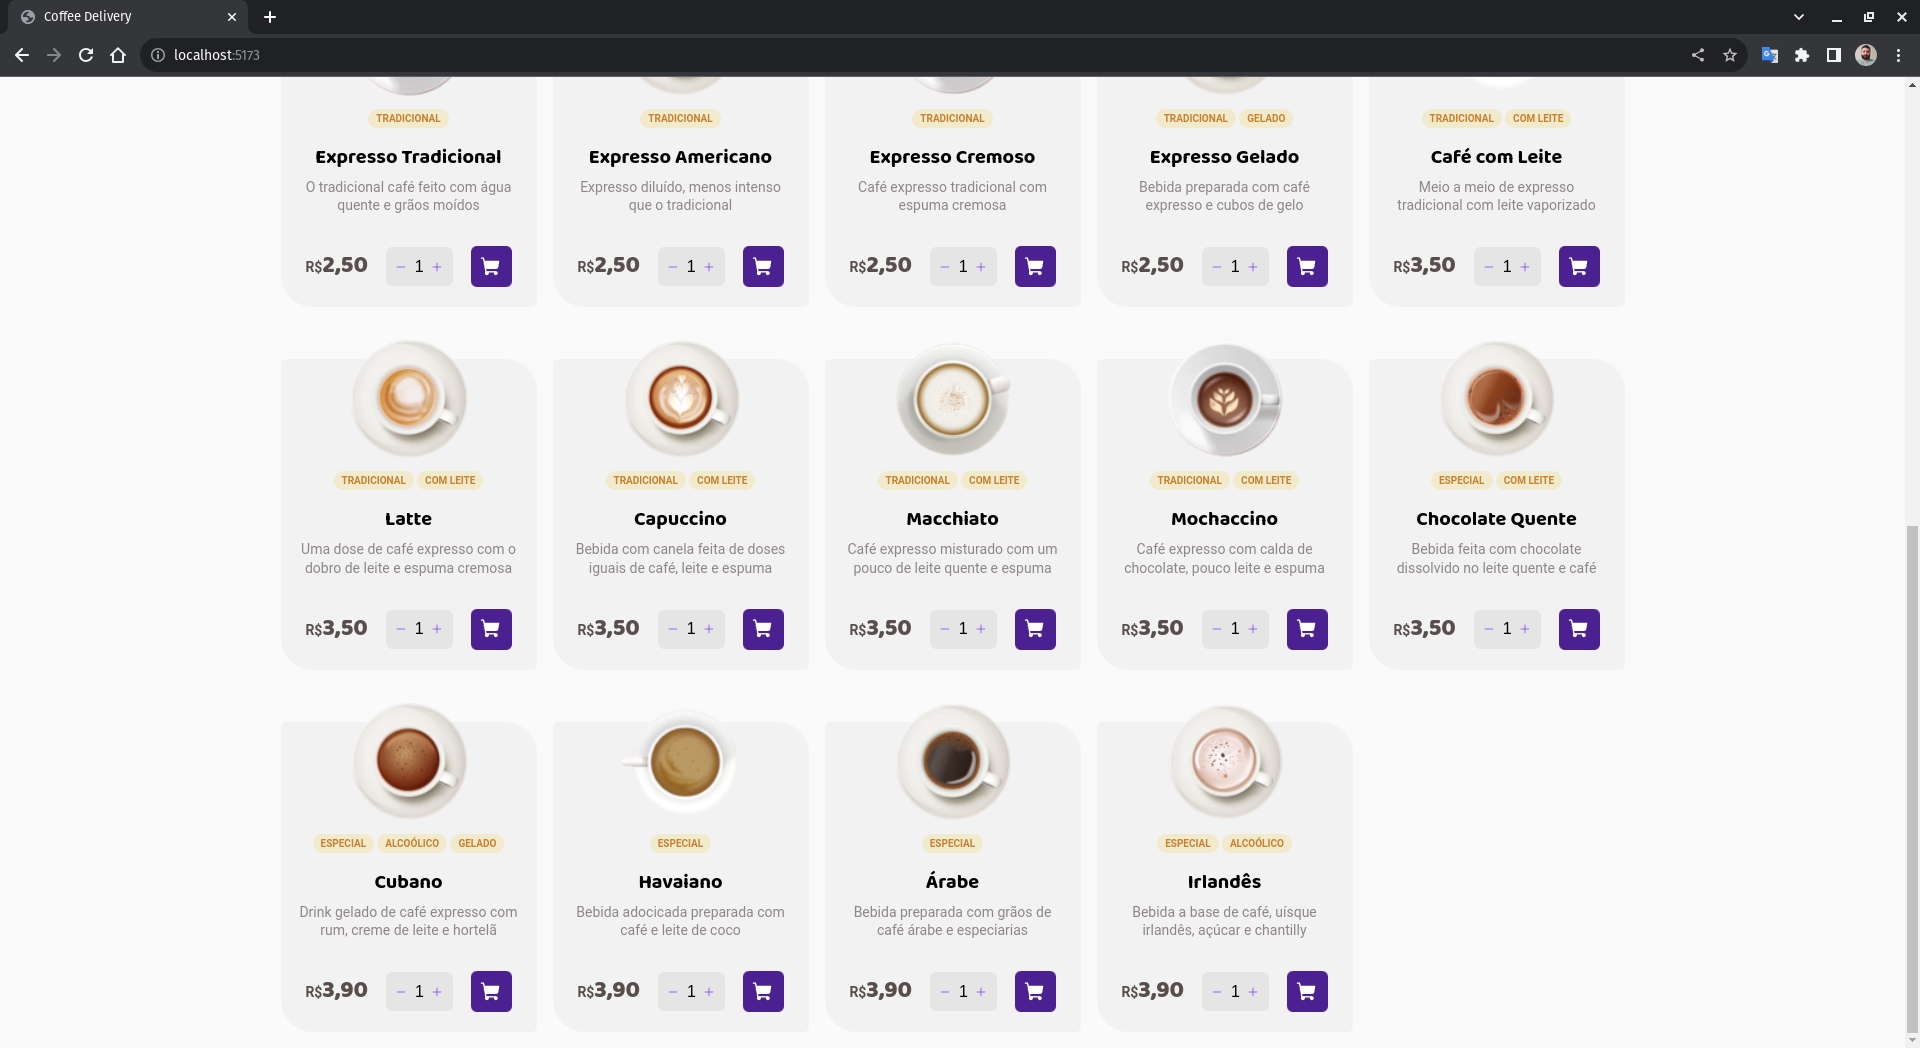 Coffee Delivery
localhost:5173
TRADICIONAL
Expresso Tradicional
O tradicional café feito com água
quente e grãos moídos
R$2,50 − 1 +
TRADICIONAL
Expresso Americano
Expresso diluído, menos intenso
que o tradicional
R$2,50 − 1 +
TRADICIONAL
Expresso Cremoso
Café expresso tradicional com
espuma cremosa
R$2,50 − 1 +
TRADICIONAL GELADO
Expresso Gelado
Bebida preparada com café
expresso e cubos de gelo
R$2,50 − 1 +
TRADICIONAL COM LEITE
Café com Leite
Meio a meio de expresso
tradicional com leite vaporizado
R$3,50 − 1 +
TRADICIONAL COM LEITE
Latte
Uma dose de café expresso com o
dobro de leite e espuma cremosa
R$3,50 − 1 +
TRADICIONAL COM LEITE
Capuccino
Bebida com canela feita de doses
iguais de café, leite e espuma
R$3,50 − 1 +
TRADICIONAL COM LEITE
Macchiato
Café expresso misturado com um
pouco de leite quente e espuma
R$3,50 − 1 +
TRADICIONAL COM LEITE
Mochaccino
Café expresso com calda de
chocolate, pouco leite e espuma
R$3,50 − 1 +
ESPECIAL COM LEITE
Chocolate Quente
Bebida feita com chocolate
dissolvido no leite quente e café
R$3,50 − 1 +
ESPECIAL ALCOÓLICO GELADO
Cubano
Drink gelado de café expresso com
rum, creme de leite e hortelã
R$3,90 − 1 +
ESPECIAL
Havaiano
Bebida adocicada preparada com
café e leite de coco
R$3,90 − 1 +
ESPECIAL
Árabe
Bebida preparada com grãos de
café árabe e especiarias
R$3,90 − 1 +
ESPECIAL ALCOÓLICO
Irlandês
Bebida a base de café, uísque
irlandês, açúcar e chantilly
R$3,90 − 1 +